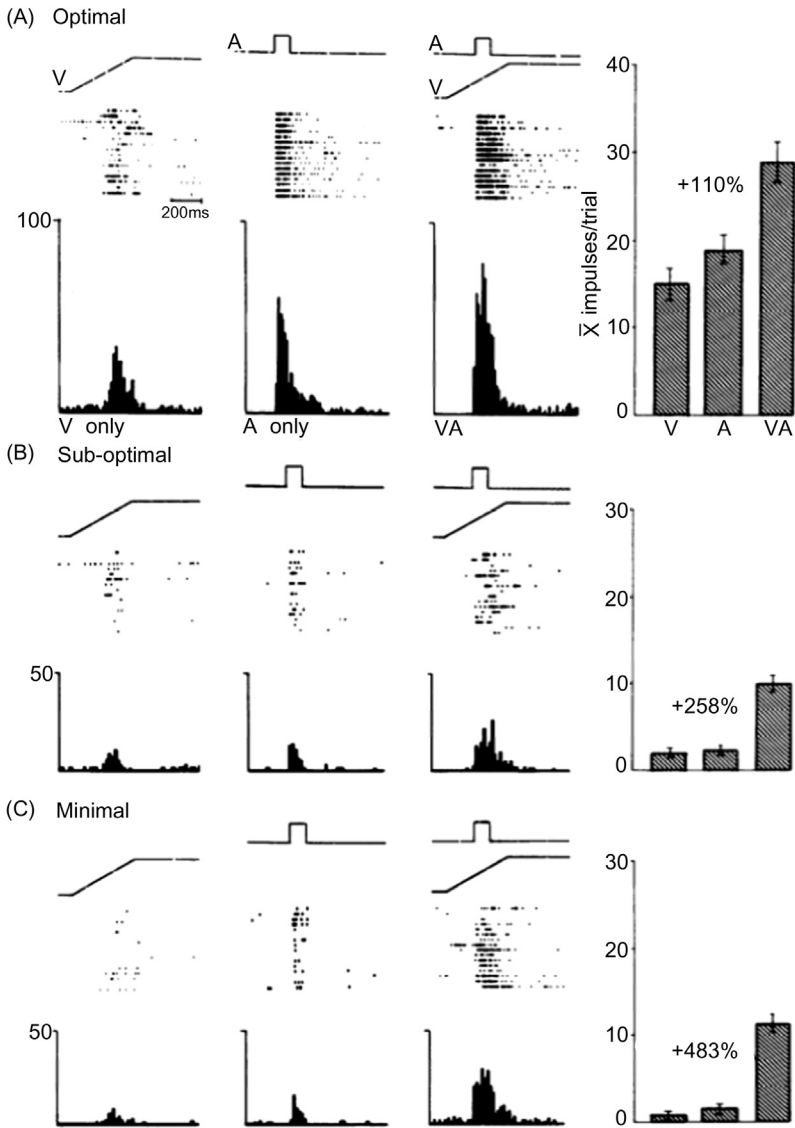 (A) Optimal
V
A
A
V
200ms
100
V only
A only
VA
40
30
20
10
0
X̄ impulses/trial
+110%
V A VA
(B) Sub-optimal
50
30
20
10
0
+258%
(C) Minimal
50
30
20
10
0
+483%